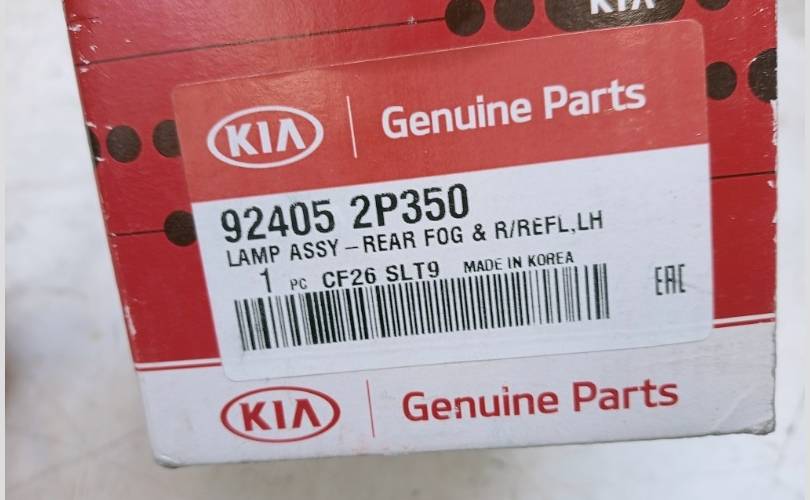 KIA
KIA Genuine Parts
92405 2P350
LAMP ASSY - REAR FOG & R/REFL,LH
1 PC CF26 SLT9 MADE IN KOREA
EAC
KIA Genuine Parts